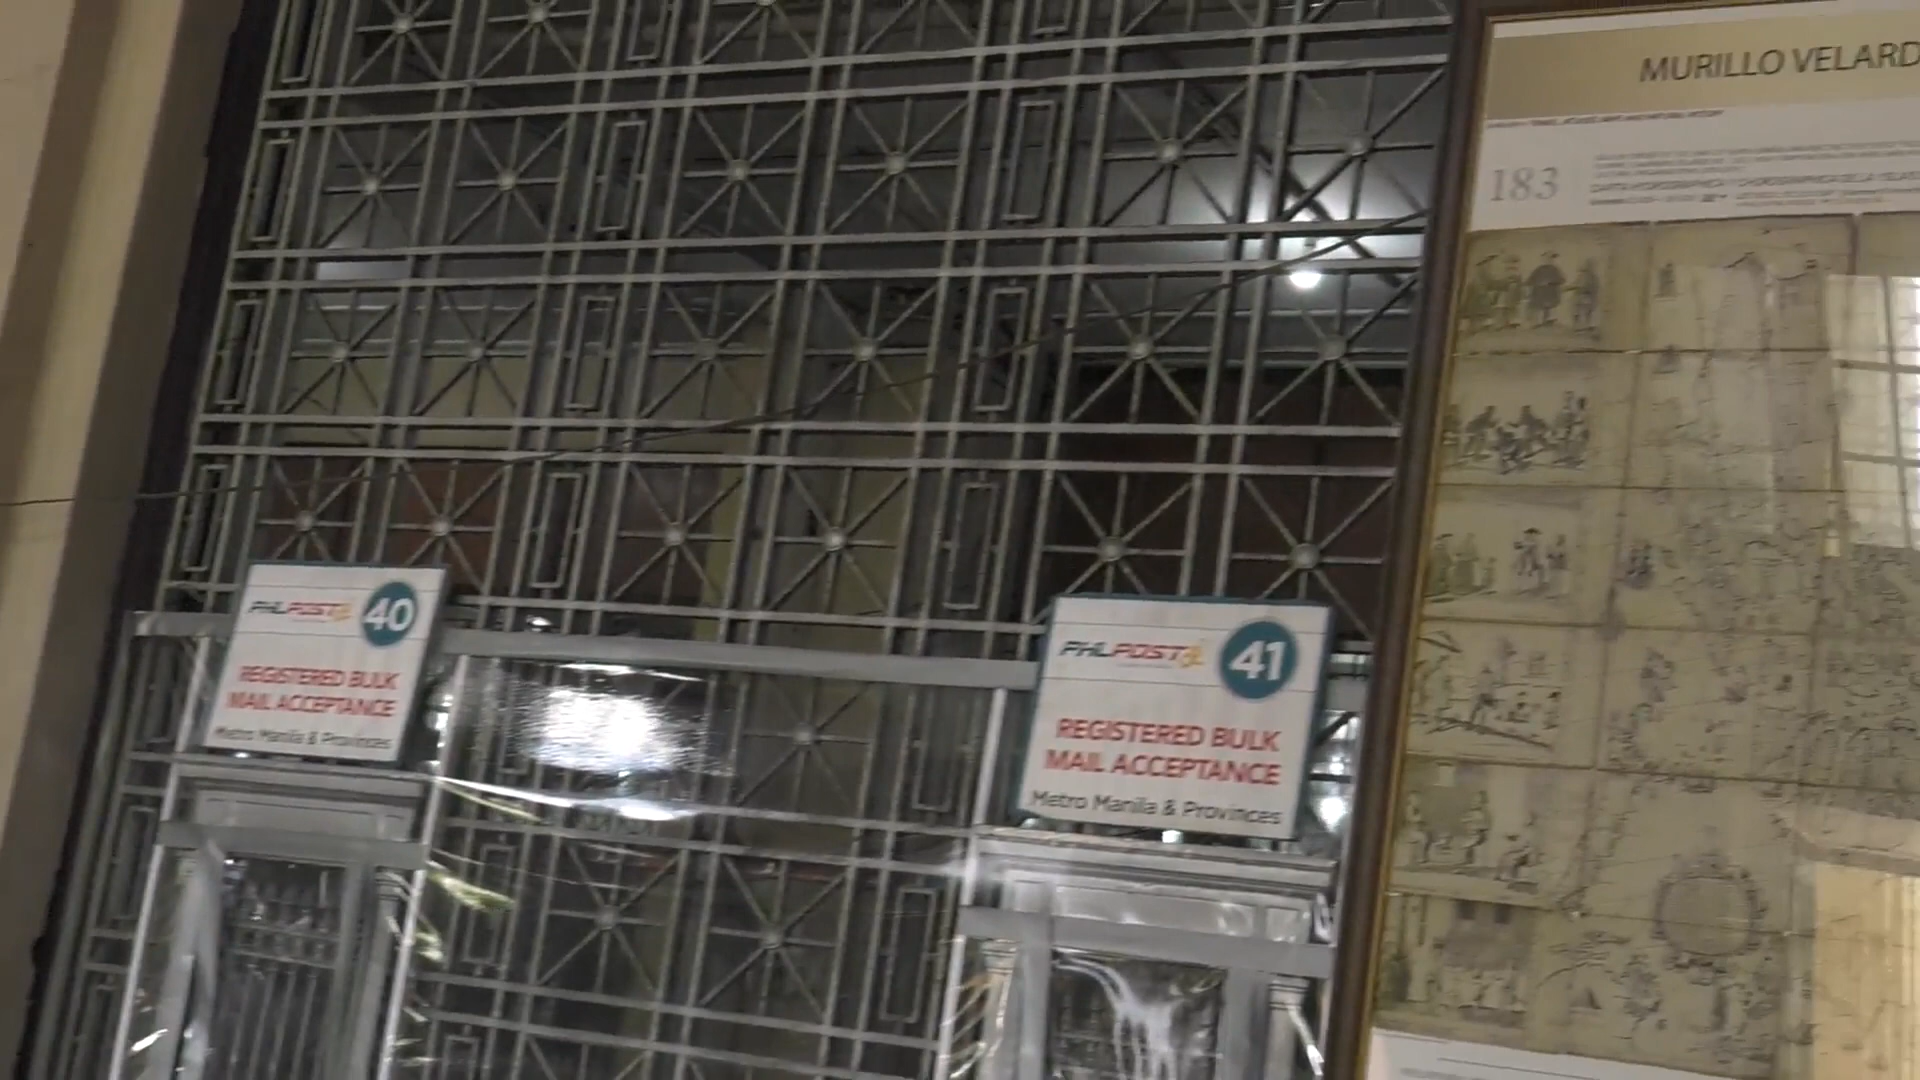 PHLPOST 40
REGISTERED BULK
MAIL ACCEPTANCE
Metro Manila & Provinces
PHLPOST 41
REGISTERED BULK
MAIL ACCEPTANCE
Metro Manila & Provinces
MURILLO VELARD
183